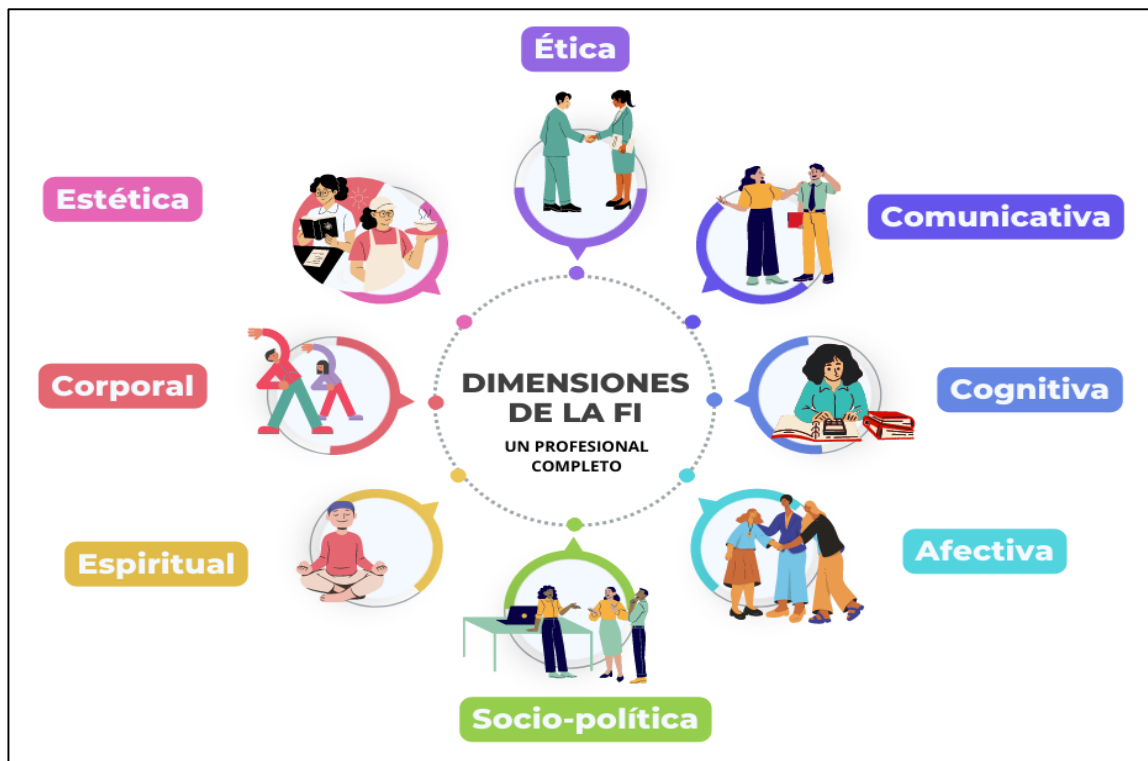 Ética
Estética
Comunicativa
Corporal
DIMENSIONES
DE LA FI
UN PROFESIONAL
COMPLETO
Cognitiva
Espiritual
Afectiva
Socio-política